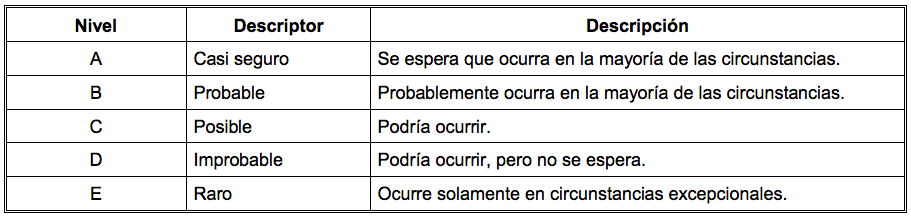 Nivel Descriptor Descripción
A Casi seguro Se espera que ocurra en la mayoría de las circunstancias.
B Probable Probablemente ocurra en la mayoría de las circunstancias.
C Posible Podría ocurrir.
D Improbable Podría ocurrir, pero no se espera.
E Raro Ocurre solamente en circunstancias excepcionales.